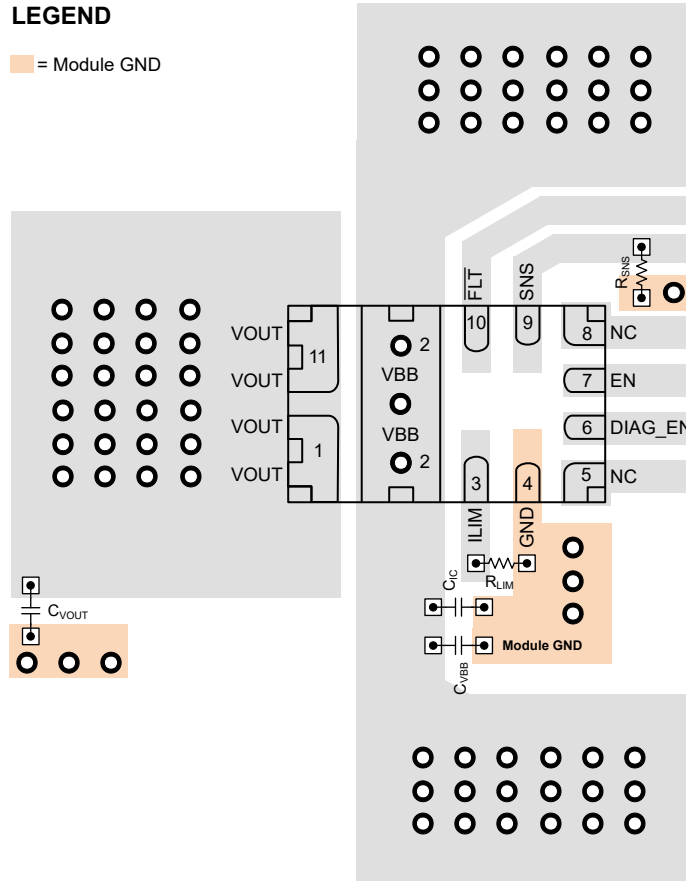 LEGEND
= Module GND
FLT
SNS
RSNS
10
9
8
NC
VOUT
11
2
VBB
VOUT
7
EN
VOUT
VBB
6
DIAG_EN
1
2
VOUT
3
4
5
NC
ILIM
GND
RLIM
CIC
CVOUT
CVBB
Module GND